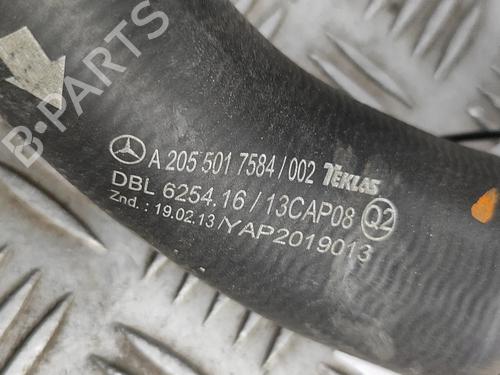 B-PARTS
A 205 501 7584/002 TEKLAS
DBL 6254.16/13CAP08 Q2
Znd.: 19.02.13/YAP2019013